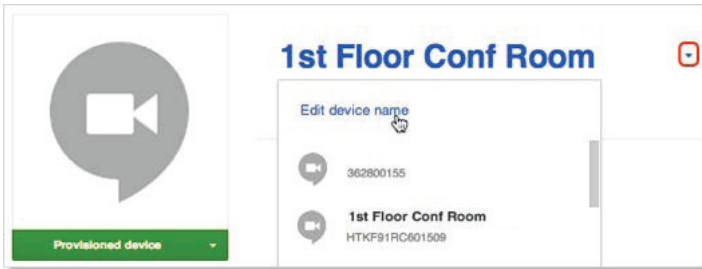 1st Floor Conf Room
Edit device name
362800155
1st Floor Conf Room
HTKF91RC601509
Provisioned device